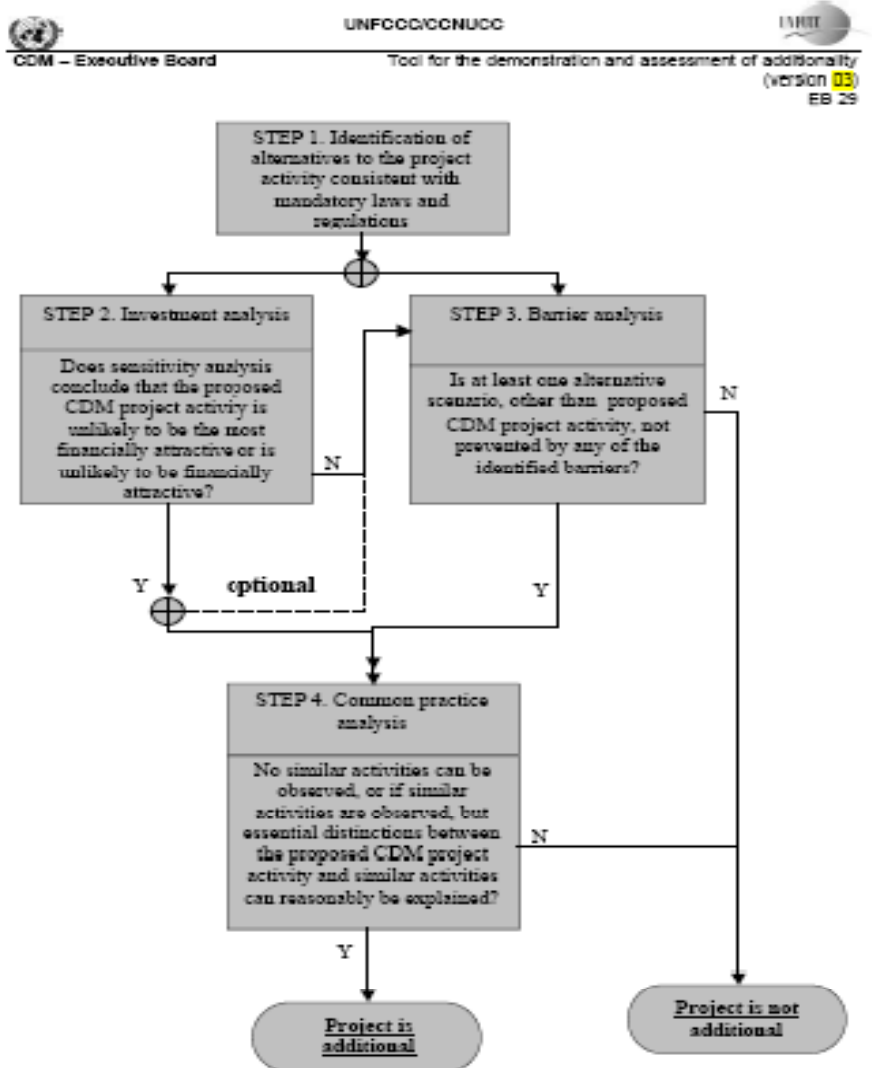 UNFCCC/CCNUCC
CDM – Executive Board
Tool for the demonstration and assessment of additionality
(version 03)
EB 29
STEP 1. Identification of
alternatives to the project
activity consistent with
mandatory laws and
regulations
STEP 2. Investment analysis
Does sensitivity analysis
conclude that the proposed
CDM project activity is
unlikely to be the most
financially attractive or is
unlikely to be financially
attractive?
N
STEP 3. Barrier analysis
Is at least one alternative
scenario, other than proposed
CDM project activity, not
prevented by any of the
identified barriers?
N
Y
optional
Y
STEP 4. Common practice
analysis
No similar activities can be
observed, or if similar
activities are observed, but
essential distinctions between
the proposed CDM project
activity and similar activities
can reasonably be explained?
N
Y
Project is
additional
Project is not
additional